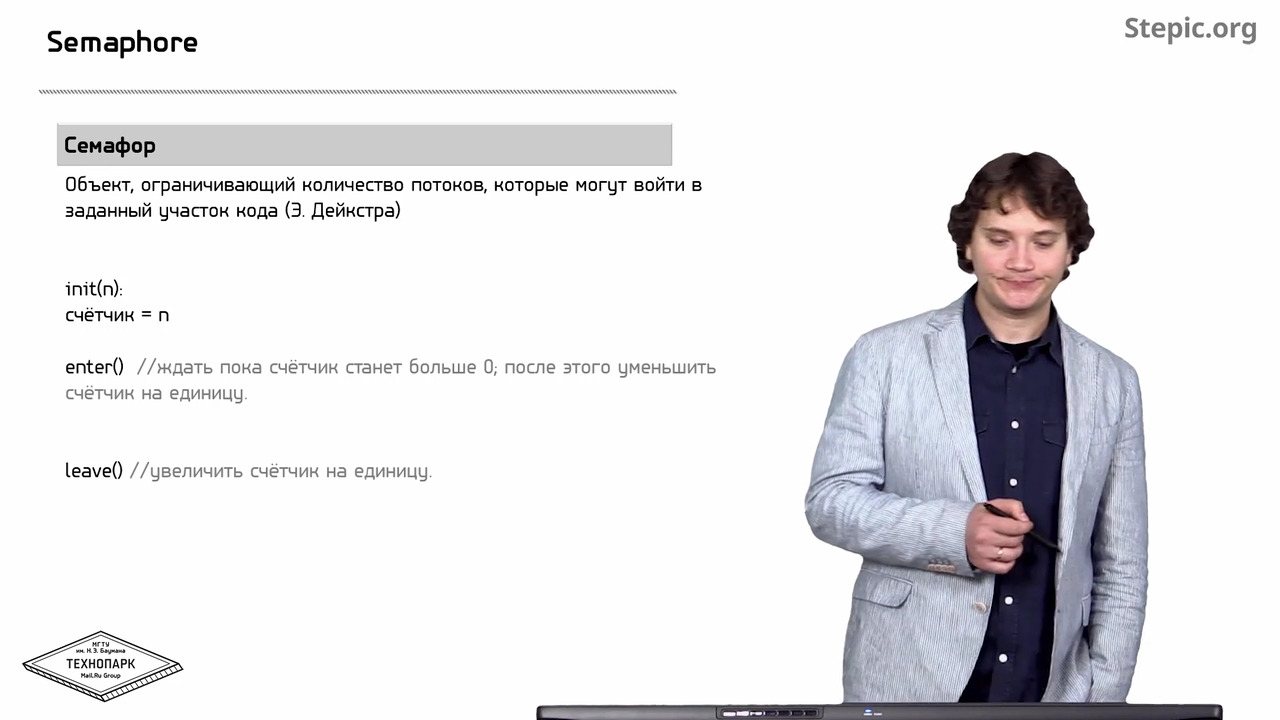 Semaphore
Stepic.org
Семафор
Объект, ограничивающий количество потоков, которые могут войти в
заданный участок кода (Э. Дейкстра)
init(n):
счётчик = n
enter() //ждать пока счётчик станет больше 0; после этого уменьшить
счётчик на единицу.
leave() //увеличить счётчик на единицу.
МГТУ
им. Н.Э. Баумана
ТЕХНОПАРК
Mail.Ru Group